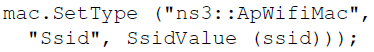 mac.SetType ("ns3::ApWifiMac",
"Ssid", SsidValue (ssid)));